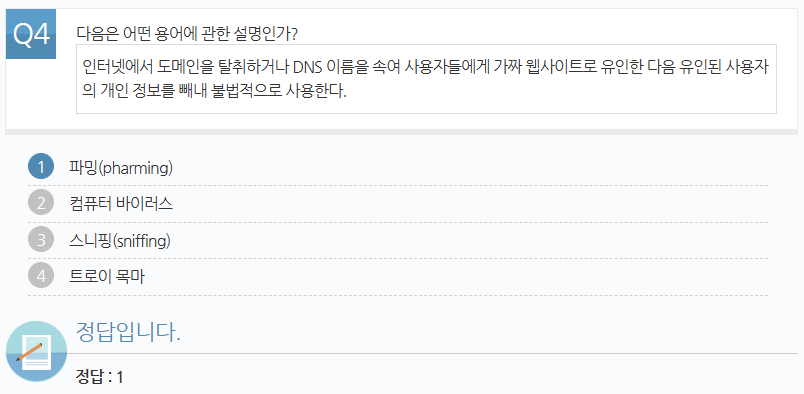 Q4
다음은 어떤 용어에 관한 설명인가?
인터넷에서 도메인을 탈취하거나 DNS 이름을 속여 사용자들에게 가짜 웹사이트로 유인한 다음 유인된 사용자
의 개인 정보를 빼내 불법적으로 사용한다.
1 파밍(pharming)
2 컴퓨터 바이러스
3 스니핑(sniffing)
4 트로이 목마
정답입니다.
정답 : 1